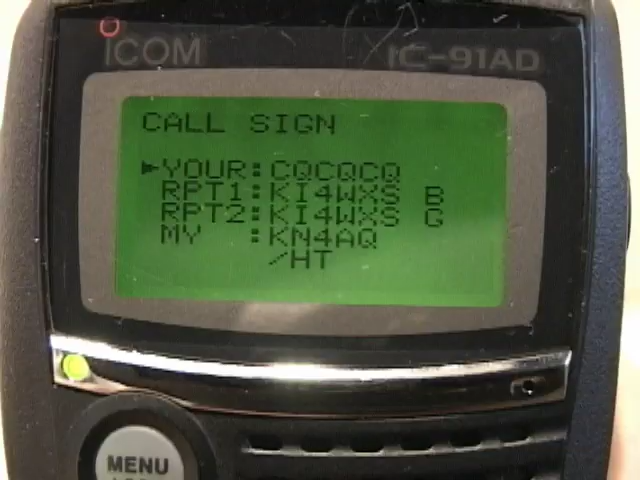 ICOM IC-91AD
CALL SIGN
►YOUR:CQCQCQ
RPT1:KI4WXS B
RPT2:KI4WXS G
MY :KN4AQ
/HT
MENU